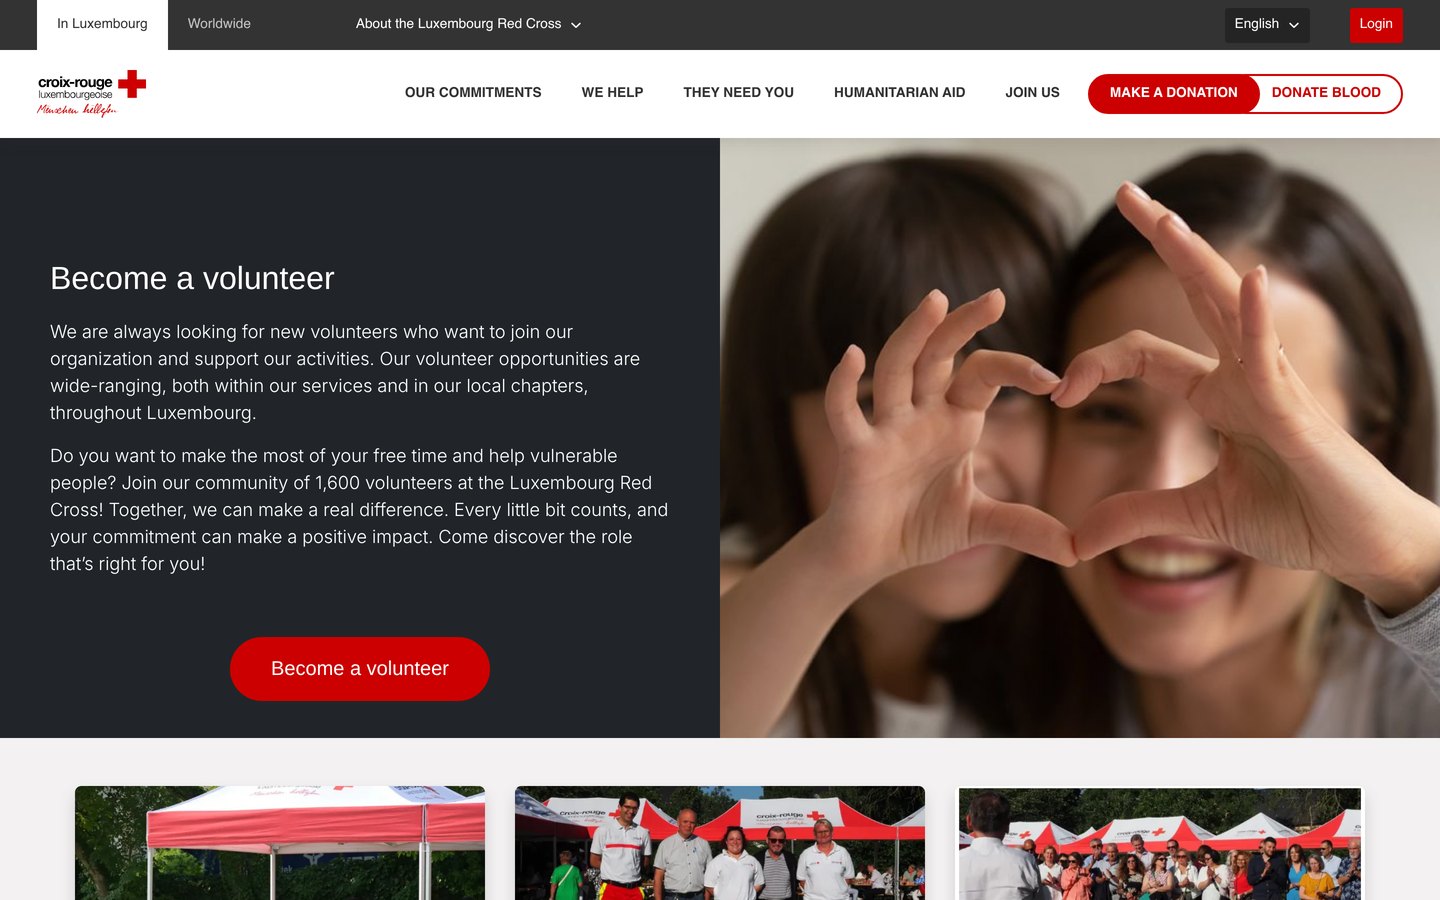 In Luxembourg
Worldwide
About the Luxembourg Red Cross
English
Login
croix-rouge
luxembourgeoise
Mënschen hëllefen
OUR COMMITMENTS
WE HELP
THEY NEED YOU
HUMANITARIAN AID
JOIN US
MAKE A DONATION
DONATE BLOOD
Become a volunteer
We are always looking for new volunteers who want to join our
organization and support our activities. Our volunteer opportunities are
wide-ranging, both within our services and in our local chapters,
throughout Luxembourg.
Do you want to make the most of your free time and help vulnerable
people? Join our community of 1,600 volunteers at the Luxembourg Red
Cross! Together, we can make a real difference. Every little bit counts, and
your commitment can make a positive impact. Come discover the role
that's right for you!
Become a volunteer
croix-rouge
croix-rouge
croix-rouge